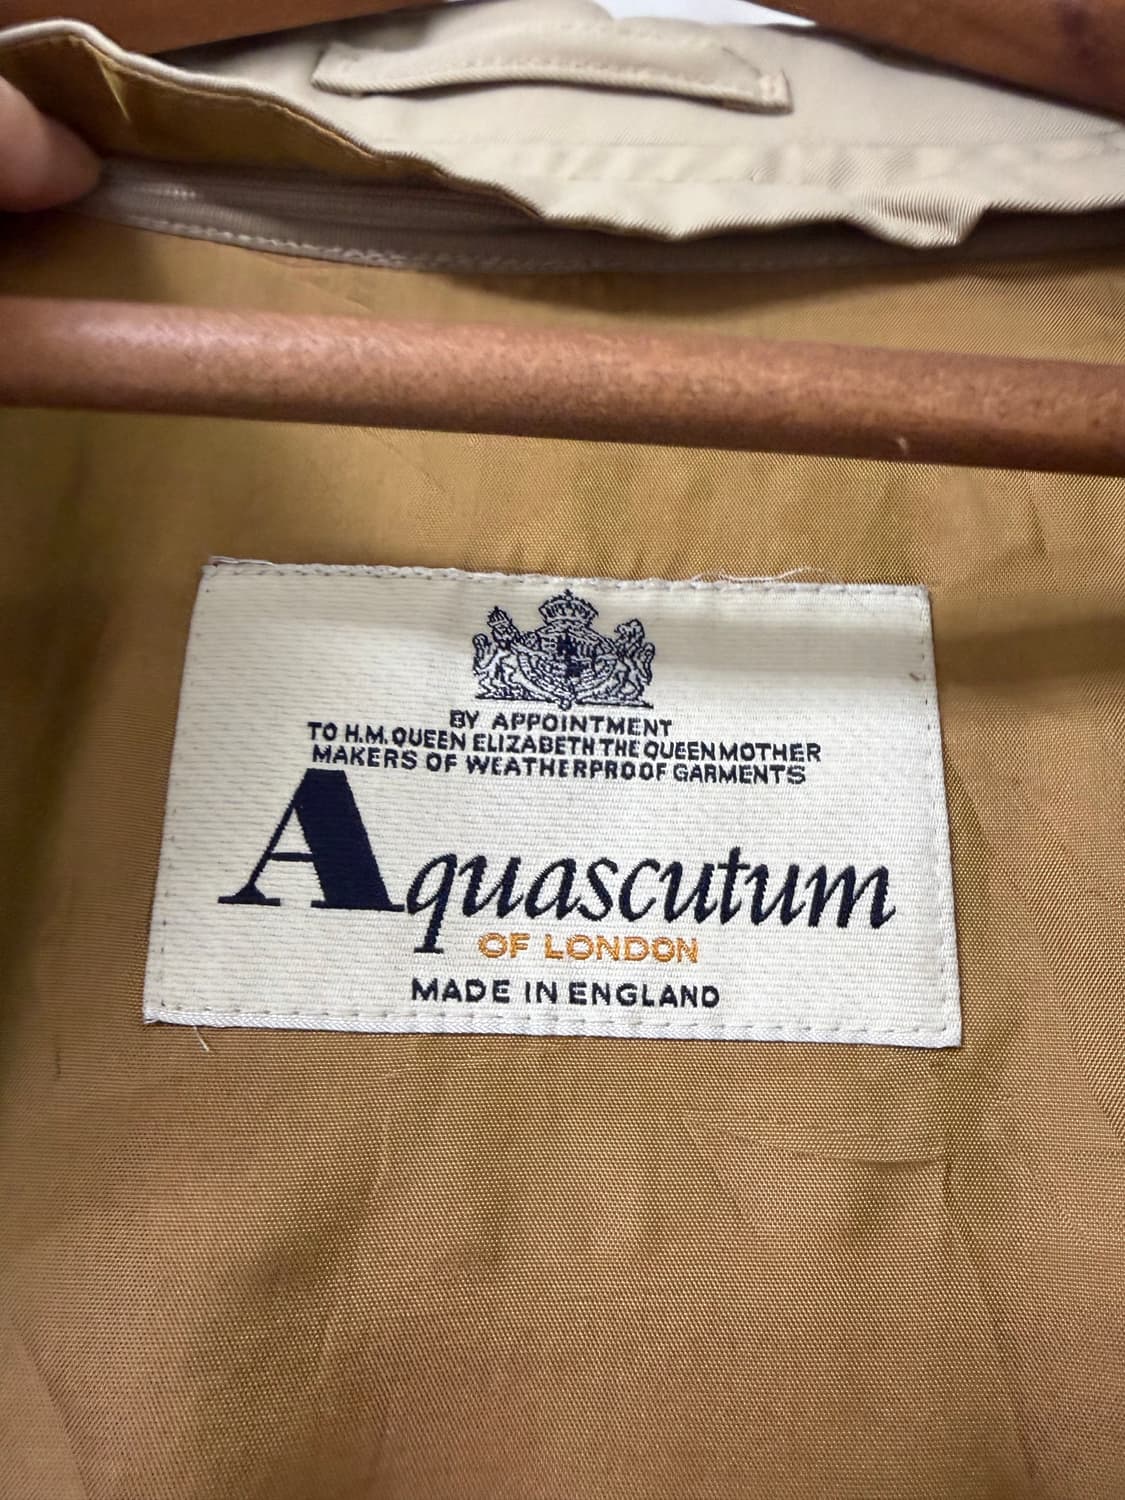 BY APPOINTMENT
TO H.M. QUEEN ELIZABETH THE QUEEN MOTHER
MAKERS OF WEATHERPROOF GARMENTS
Aquascutum
OF LONDON
MADE IN ENGLAND